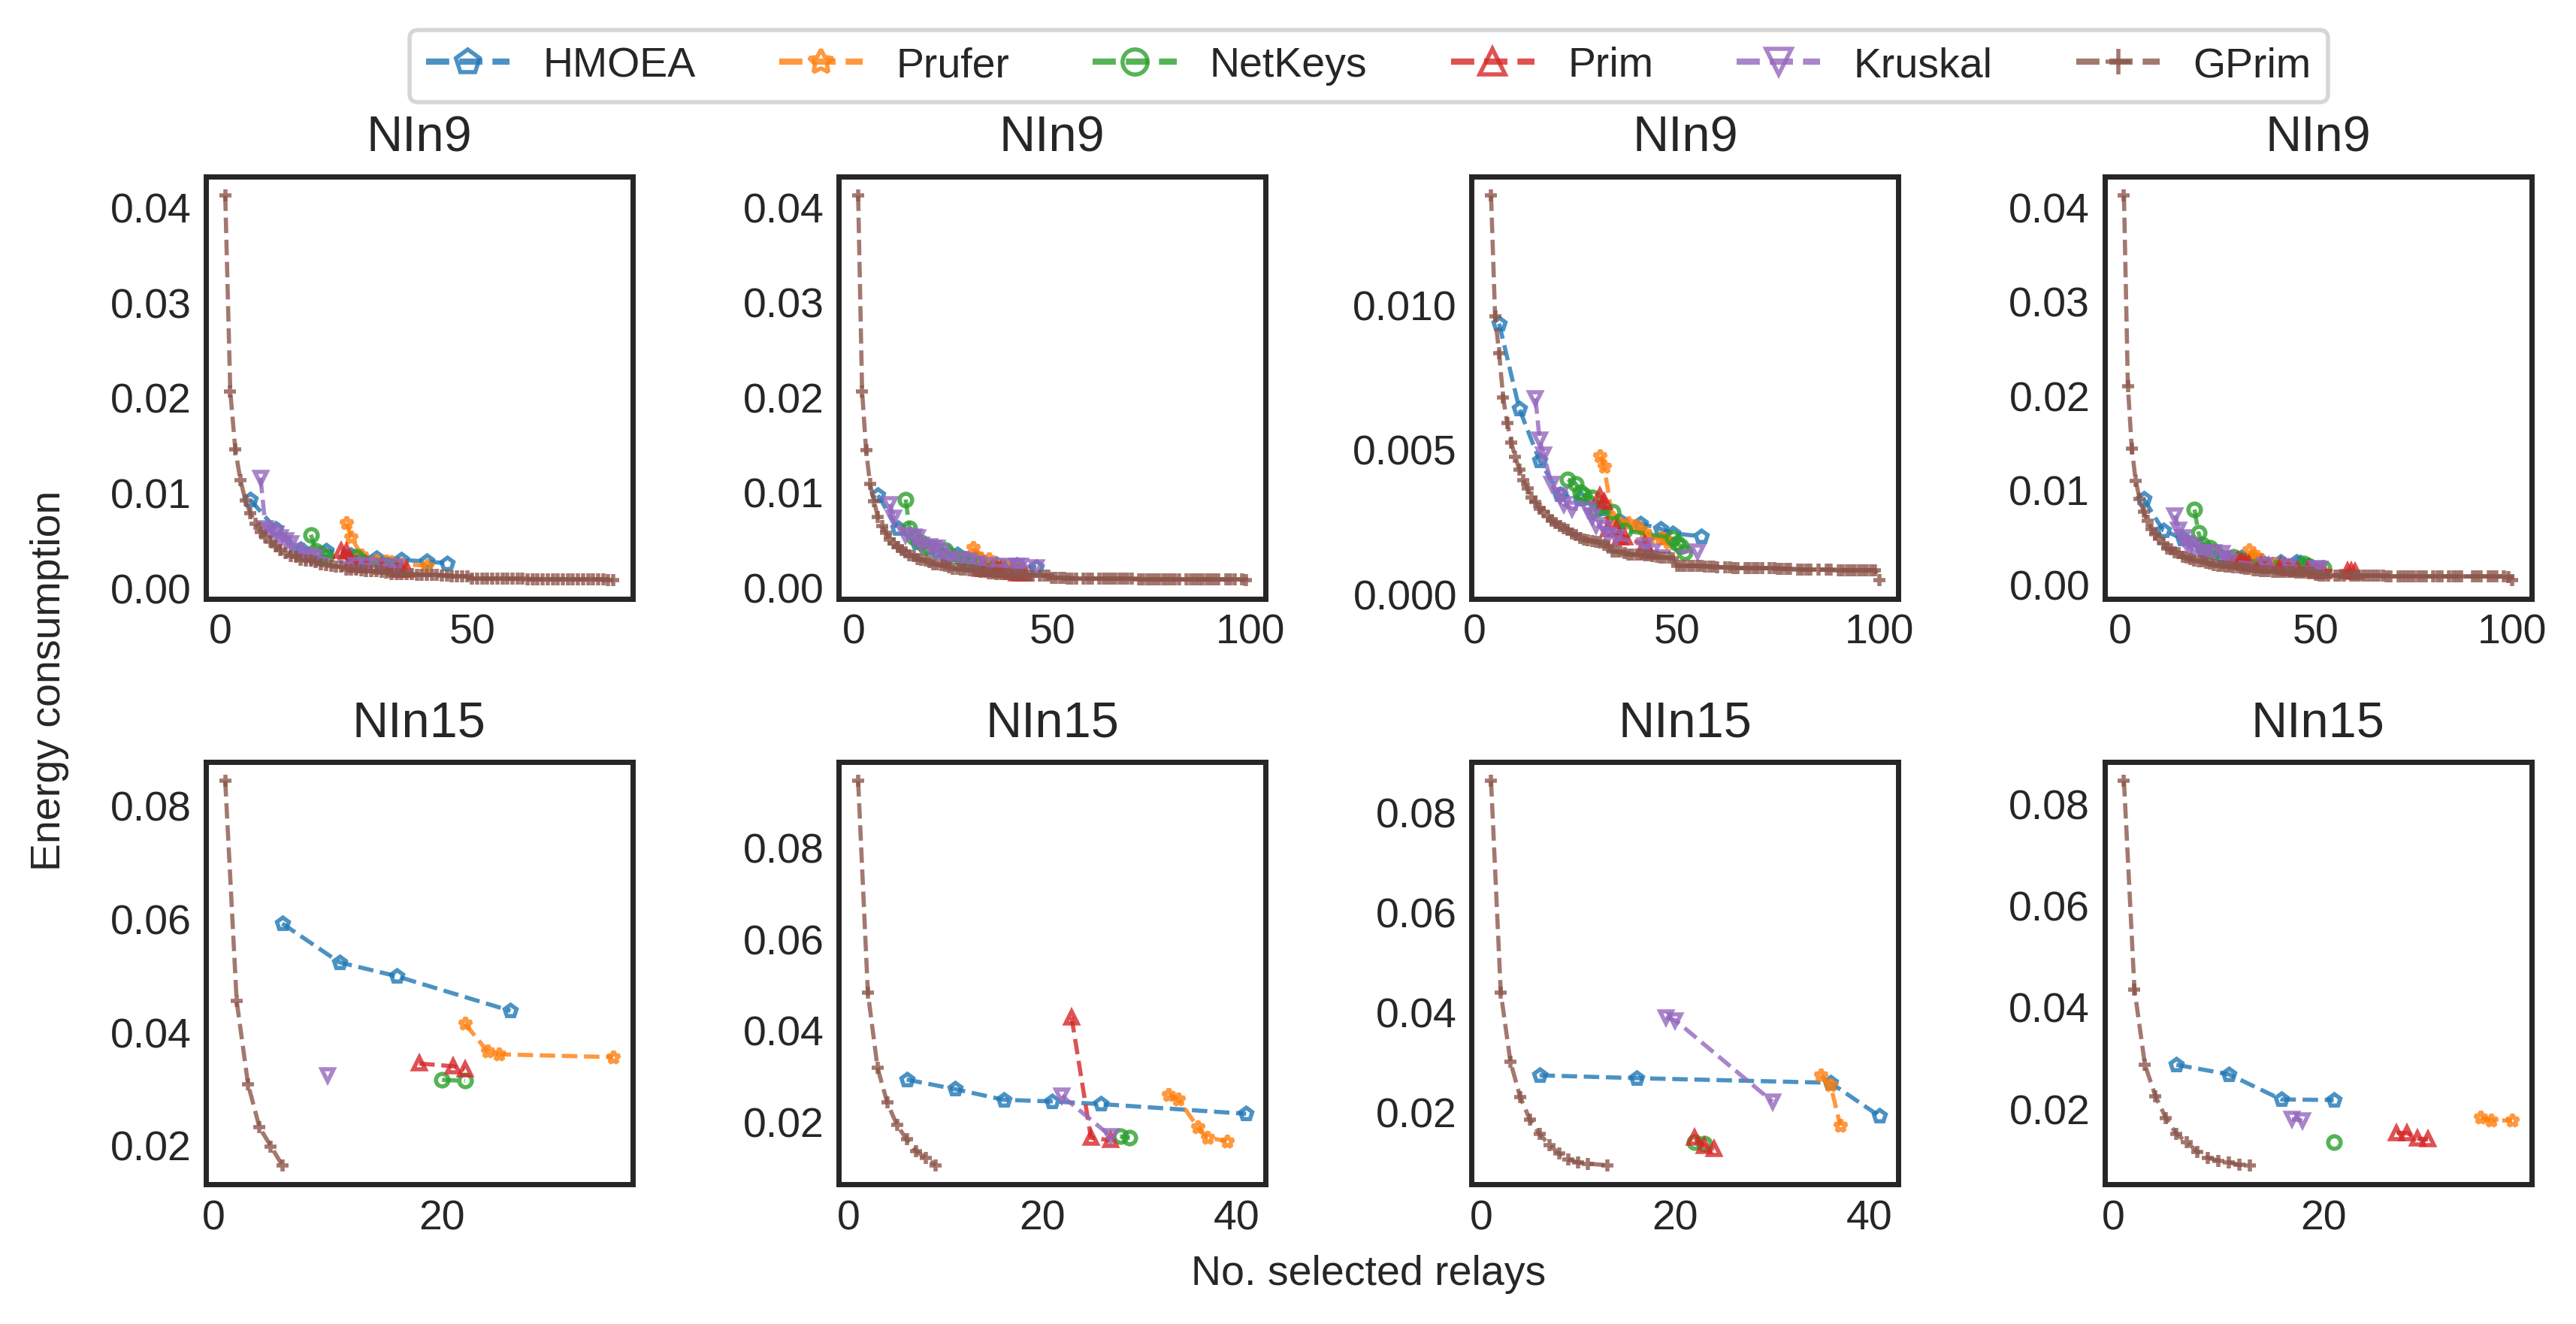 HMOEA Prufer NetKeys Prim Kruskal GPrim
NIn9 NIn9 NIn9 NIn9
0.04 0.04 0.04
0.03 0.03 0.010 0.03
0.02 0.02 0.02
0.005
0.01 0.01 0.01
0.00 0.00 0.000 0.00
0 50 0 50 100 0 50 100 0 50 100
Energy consumption
NIn15 NIn15 NIn15 NIn15
0.08 0.08 0.08 0.08
0.06 0.06 0.06 0.06
0.04 0.04 0.04 0.04
0.02 0.02 0.02 0.02
0 20 0 20 40 0 20 40 0 20
No. selected relays